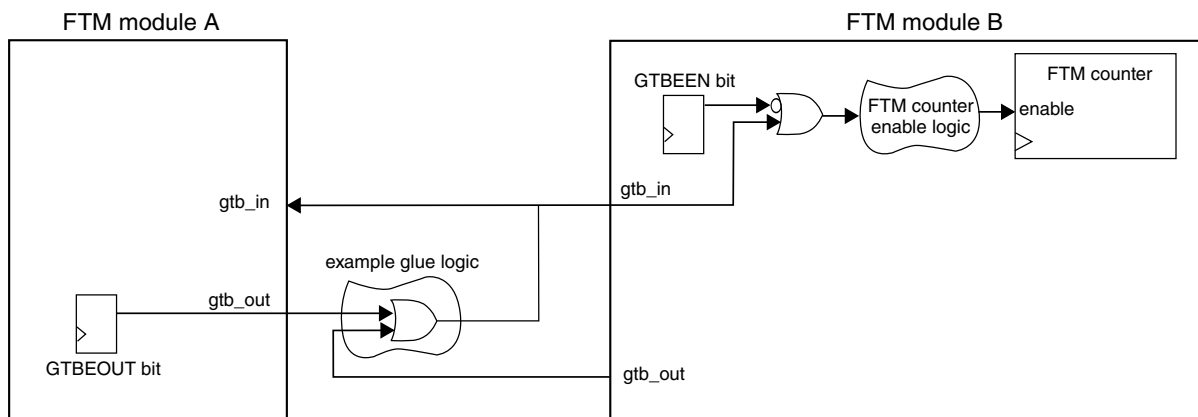 FTM module A
FTM module B
GTBEEN bit
FTM counter
enable logic
FTM counter
enable
gtb_in
gtb_in
example glue logic
gtb_out
GTBEOUT bit
gtb_out